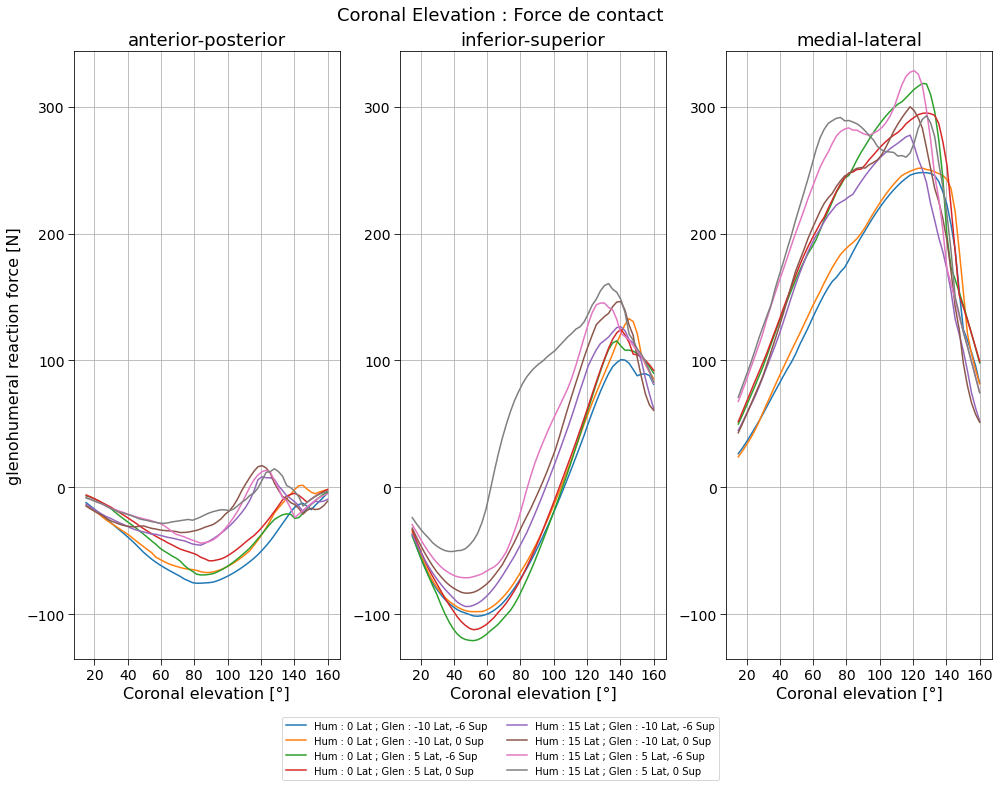 Coronal Elevation : Force de contact
anterior-posterior
inferior-superior
medial-lateral
glenohumeral reaction force [N]
300
200
100
0
−100
20 40 60 80 100 120 140 160
Coronal elevation [°]
300
200
100
0
−100
20 40 60 80 100 120 140 160
Coronal elevation [°]
300
200
100
0
−100
20 40 60 80 100 120 140 160
Coronal elevation [°]
Hum : 0 Lat ; Glen : -10 Lat, -6 Sup
Hum : 0 Lat ; Glen : -10 Lat, 0 Sup
Hum : 0 Lat ; Glen : 5 Lat, -6 Sup
Hum : 0 Lat ; Glen : 5 Lat, 0 Sup
Hum : 15 Lat ; Glen : -10 Lat, -6 Sup
Hum : 15 Lat ; Glen : -10 Lat, 0 Sup
Hum : 15 Lat ; Glen : 5 Lat, -6 Sup
Hum : 15 Lat ; Glen : 5 Lat, 0 Sup